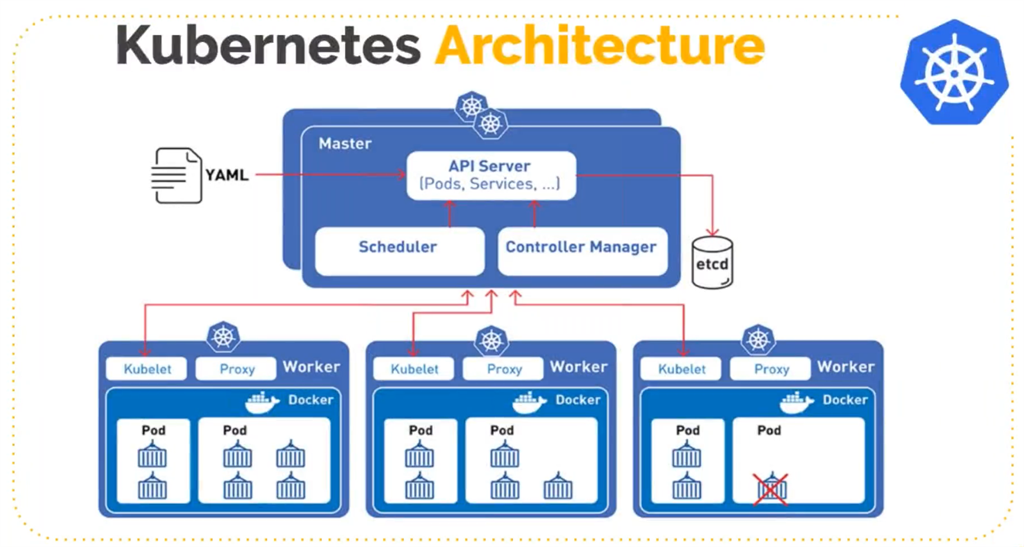 Kubernetes Architecture
Master
API Server
(Pods, Services, ...)
YAML
Scheduler
Controller Manager
etcd
Kubelet
Proxy
Worker
Docker
Pod
Pod
Kubelet
Proxy
Worker
Docker
Pod
Pod
Kubelet
Proxy
Worker
Docker
Pod
Pod